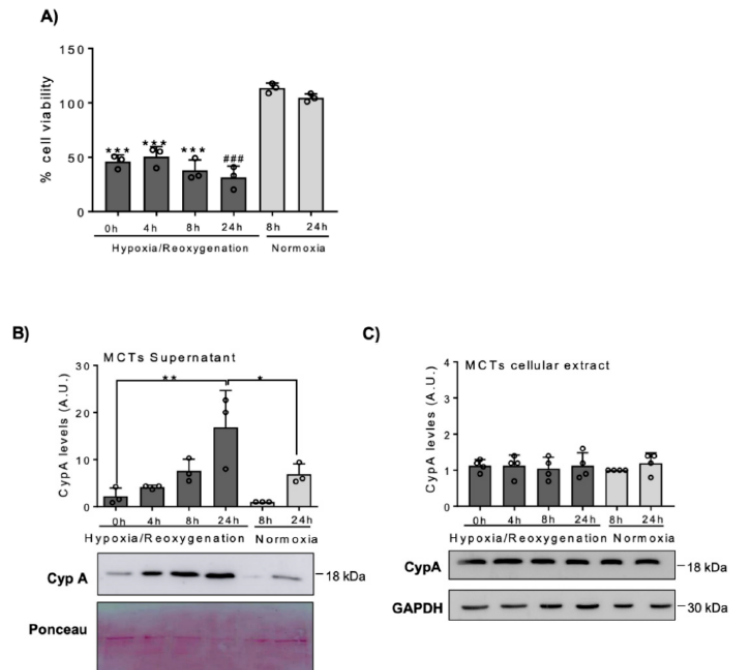 A)
150
100
50
0
% cell viability
*** *** *** ###
0h 4h 8h 24h 8h 24h
Hypoxia/Reoxygenation Normoxia
B)
MCTs Supernatant
30
20
10
0
CypA levels (A.U.)
** *
0h 4h 8h 24h 8h 24h
Hypoxia/Reoxygenation Normoxia
Cyp A
18 kDa
Ponceau
C)
MCTs cellular extract
4
3
2
1
0
CypA levles (A.U.)
0h 4h 8h 24h 8h 24h
Hypoxia/Reoxygenation Normoxia
CypA
18 kDa
GAPDH
30 kDa